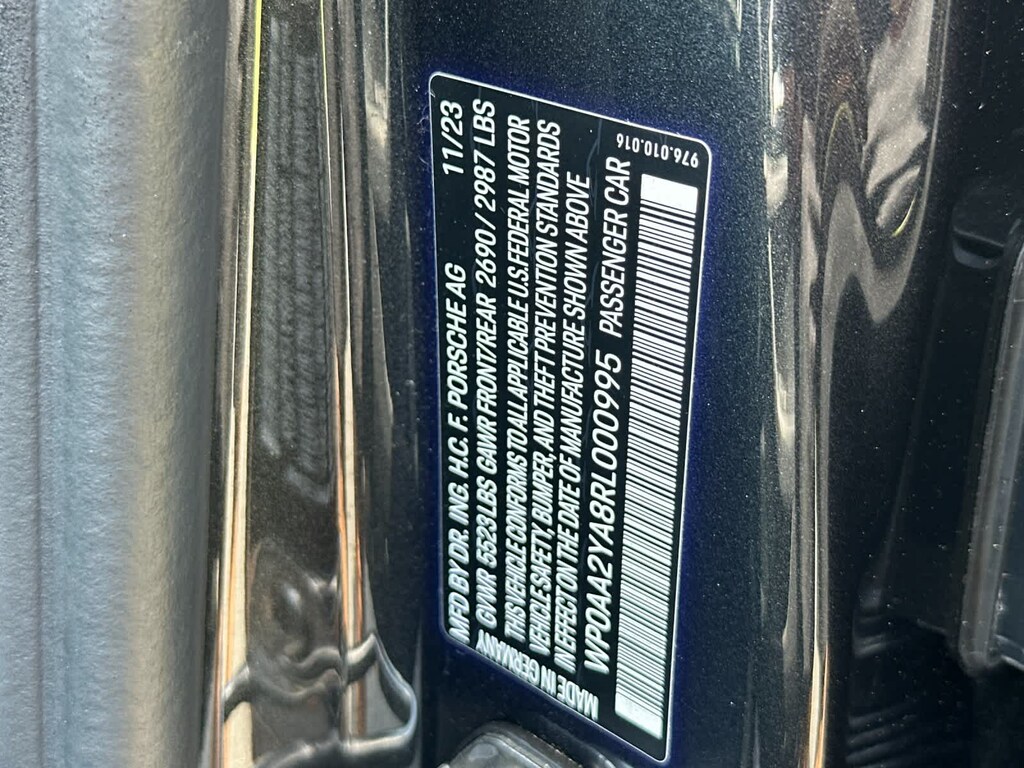 MFD BY DR. ING. H.C. F. PORSCHE AG 11/23
GVWR 5523 LBS GAWR FRONT/REAR 2690 / 2987 LBS
THIS VEHICLE CONFORMS TO ALL APPLICABLE U.S. FEDERAL MOTOR
VEHICLE SAFETY, BUMPER, AND THEFT PREVENTION STANDARDS
IN EFFECT ON THE DATE OF MANUFACTURE SHOWN ABOVE
WP0AA2YA8RL000995 PASSENGER CAR
MADE IN GERMANY
976.010.016